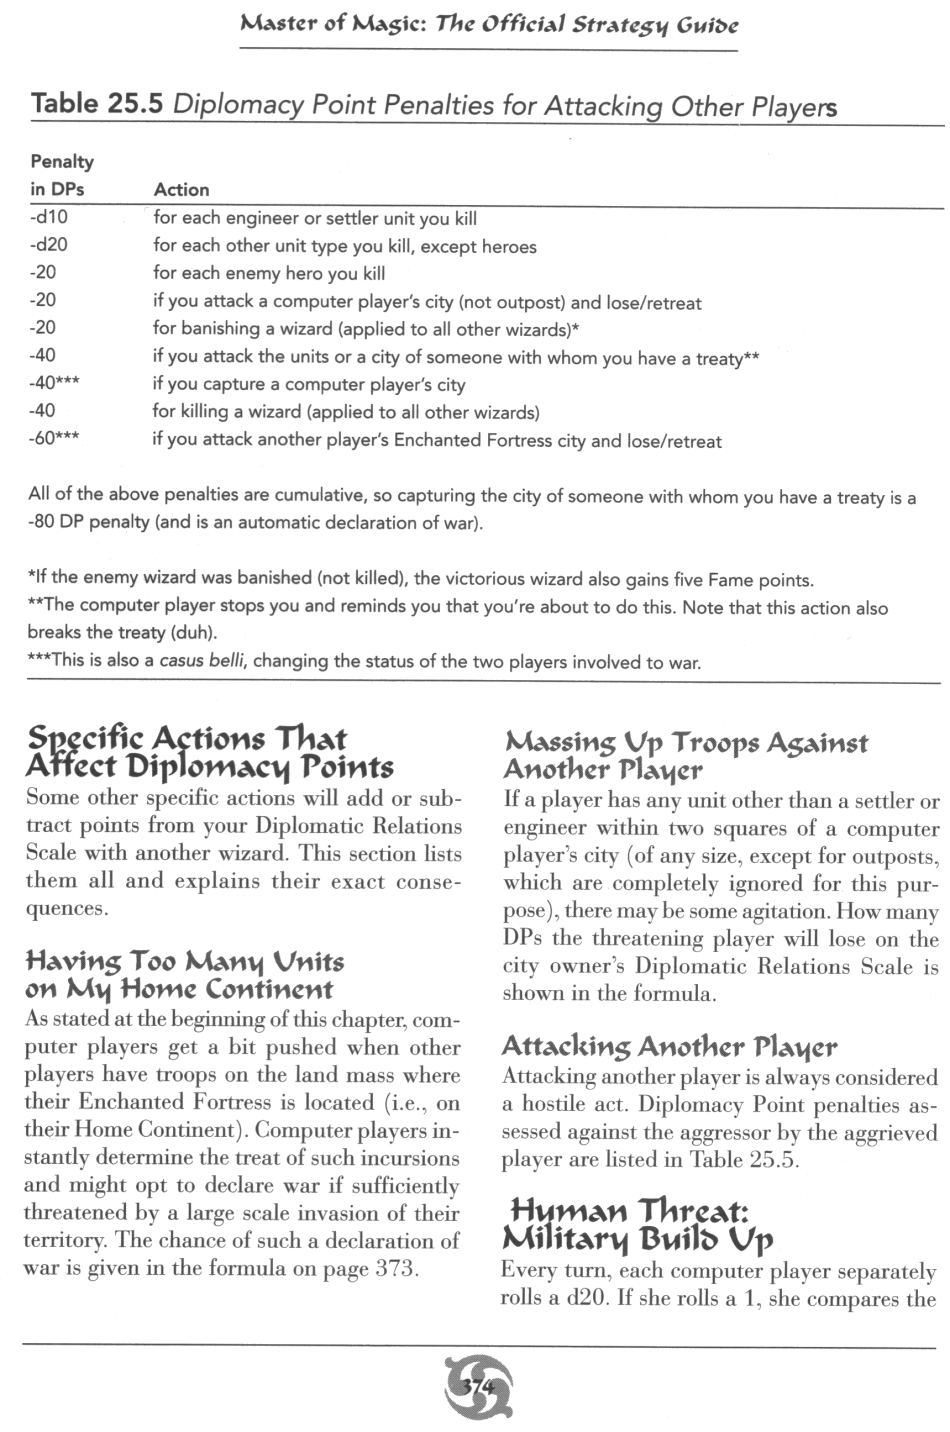 Master of Magic: The Official Strategy Guide
Table 25.5 Diplomacy Point Penalties for Attacking Other Players
Penalty
in DPs Action
-d10 for each engineer or settler unit you kill
-d20 for each other unit type you kill, except heroes
-20 for each enemy hero you kill
-20 if you attack a computer player's city (not outpost) and lose/retreat
-20 for banishing a wizard (applied to all other wizards)*
-40 if you attack the units or a city of someone with whom you have a treaty**
-40*** if you capture a computer player's city
-40 for killing a wizard (applied to all other wizards)
-60*** if you attack another player's Enchanted Fortress city and lose/retreat
All of the above penalties are cumulative, so capturing the city of someone with whom you have a treaty is a
-80 DP penalty (and is an automatic declaration of war).
*If the enemy wizard was banished (not killed), the victorious wizard also gains five Fame points.
**The computer player stops you and reminds you that you're about to do this. Note that this action also
breaks the treaty (duh).
***This is also a casus belli, changing the status of the two players involved to war.
Specific Actions That
Affect Diplomacy Points
Some other specific actions will add or sub-
tract points from your Diplomatic Relations
Scale with another wizard. This section lists
them all and explains their exact conse-
quences.
Having Too Many Units
on My Home Continent
As stated at the beginning of this chapter, com-
puter players get a bit pushed when other
players have troops on the land mass where
their Enchanted Fortress is located (i.e., on
their Home Continent). Computer players in-
stantly determine the treat of such incursions
and might opt to declare war if sufficiently
threatened by a large scale invasion of their
territory. The chance of such a declaration of
war is given in the formula on page 373.
Massing Up Troops Against
Another Player
If a player has any unit other than a settler or
engineer within two squares of a computer
player's city (of any size, except for outposts,
which are completely ignored for this pur-
pose), there may be some agitation. How many
DPs the threatening player will lose on the
city owner's Diplomatic Relations Scale is
shown in the formula.
Attacking Another Player
Attacking another player is always considered
a hostile act. Diplomacy Point penalties as-
sessed against the aggressor by the aggrieved
player are listed in Table 25.5.
Human Threat:
Military Build Up
Every turn, each computer player separately
rolls a d20. If she rolls a 1, she compares the
374